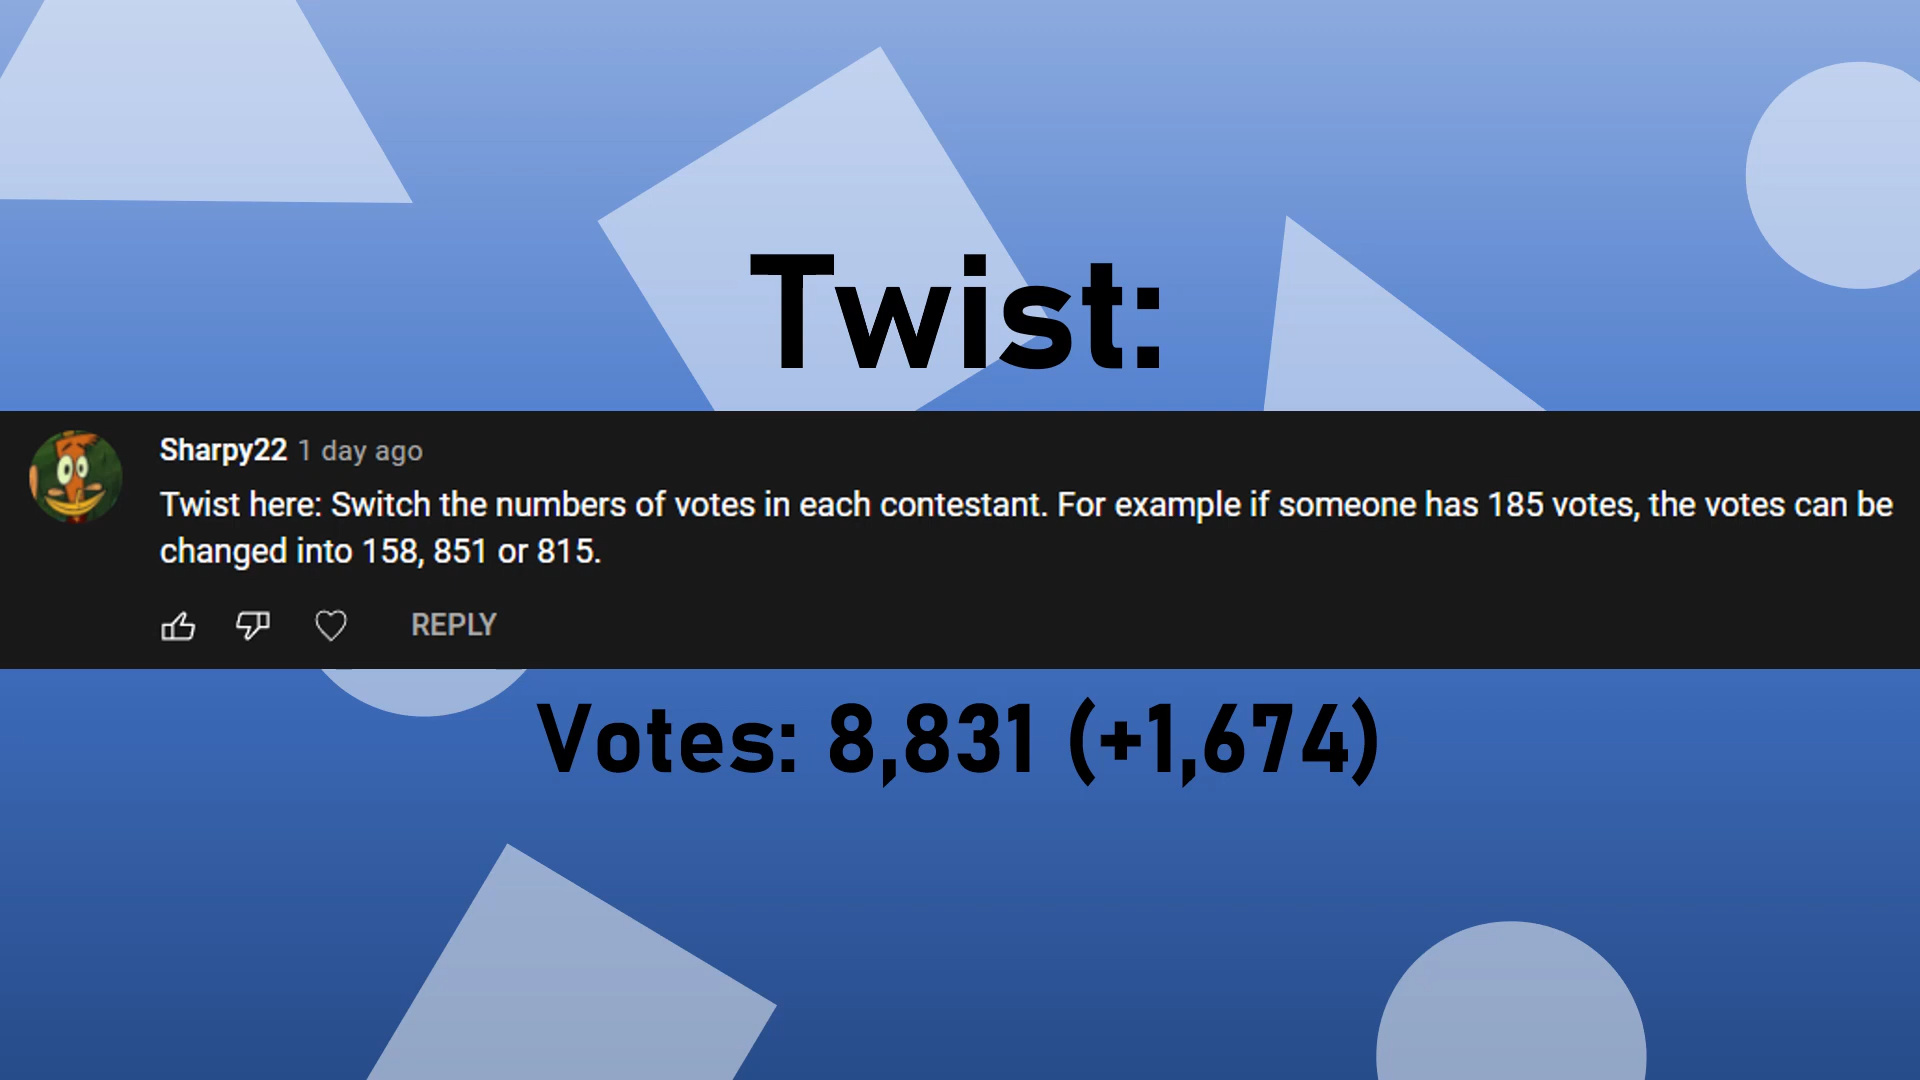 Twist:
Sharpy22 1 day ago
Twist here: Switch the numbers of votes in each contestant. For example if someone has 185 votes, the votes can be
changed into 158, 851 or 815.
REPLY
Votes: 8,831 (+1,674)